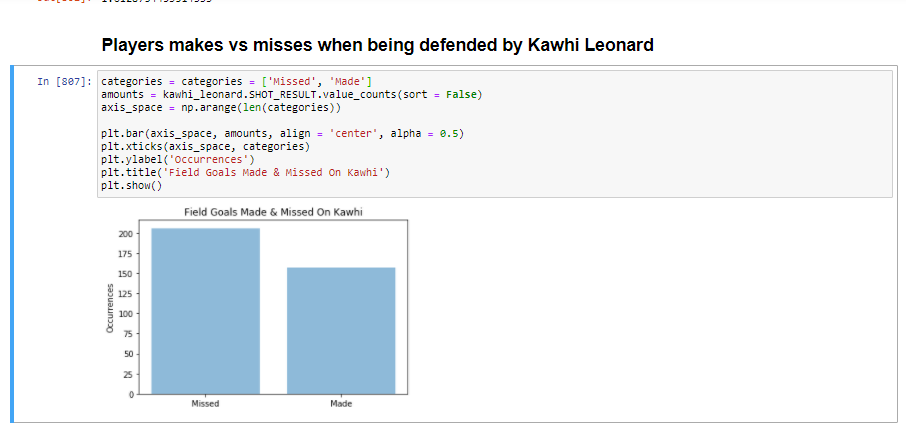 Players makes vs misses when being defended by Kawhi Leonard
In [807]: categories = categories = ['Missed', 'Made']
amounts = kawhi_leonard.SHOT_RESULT.value_counts(sort = False)
axis_space = np.arange(len(categories))
plt.bar(axis_space, amounts, align = 'center', alpha = 0.5)
plt.xticks(axis_space, categories)
plt.ylabel('Occurrences')
plt.title('Field Goals Made & Missed On Kawhi')
plt.show()
Field Goals Made & Missed On Kawhi
200
175
150
125
100
75
50
25
0
Occurrences
Missed Made